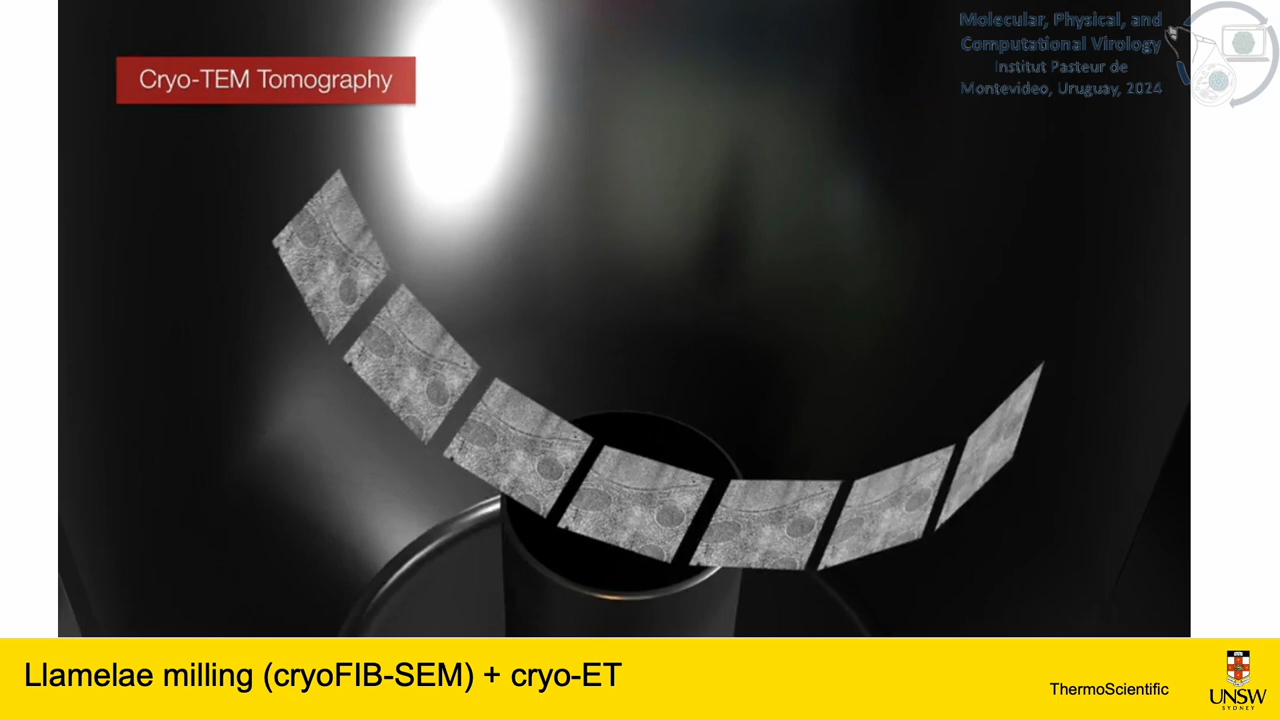 Cryo-TEM Tomography
Molecular, Physical, and
Computational Virology
Institut Pasteur de
Montevideo, Uruguay, 2024
Llamelae milling (cryoFIB-SEM) + cryo-ET
ThermoScientific
UNSW
SYDNEY